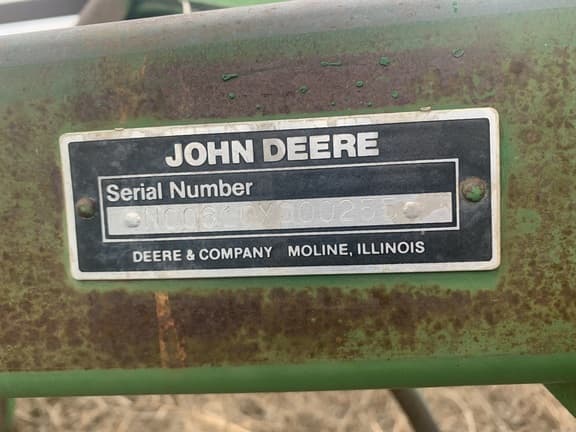 JOHN DEERE
Serial Number
DEERE & COMPANY MOLINE, ILLINOIS